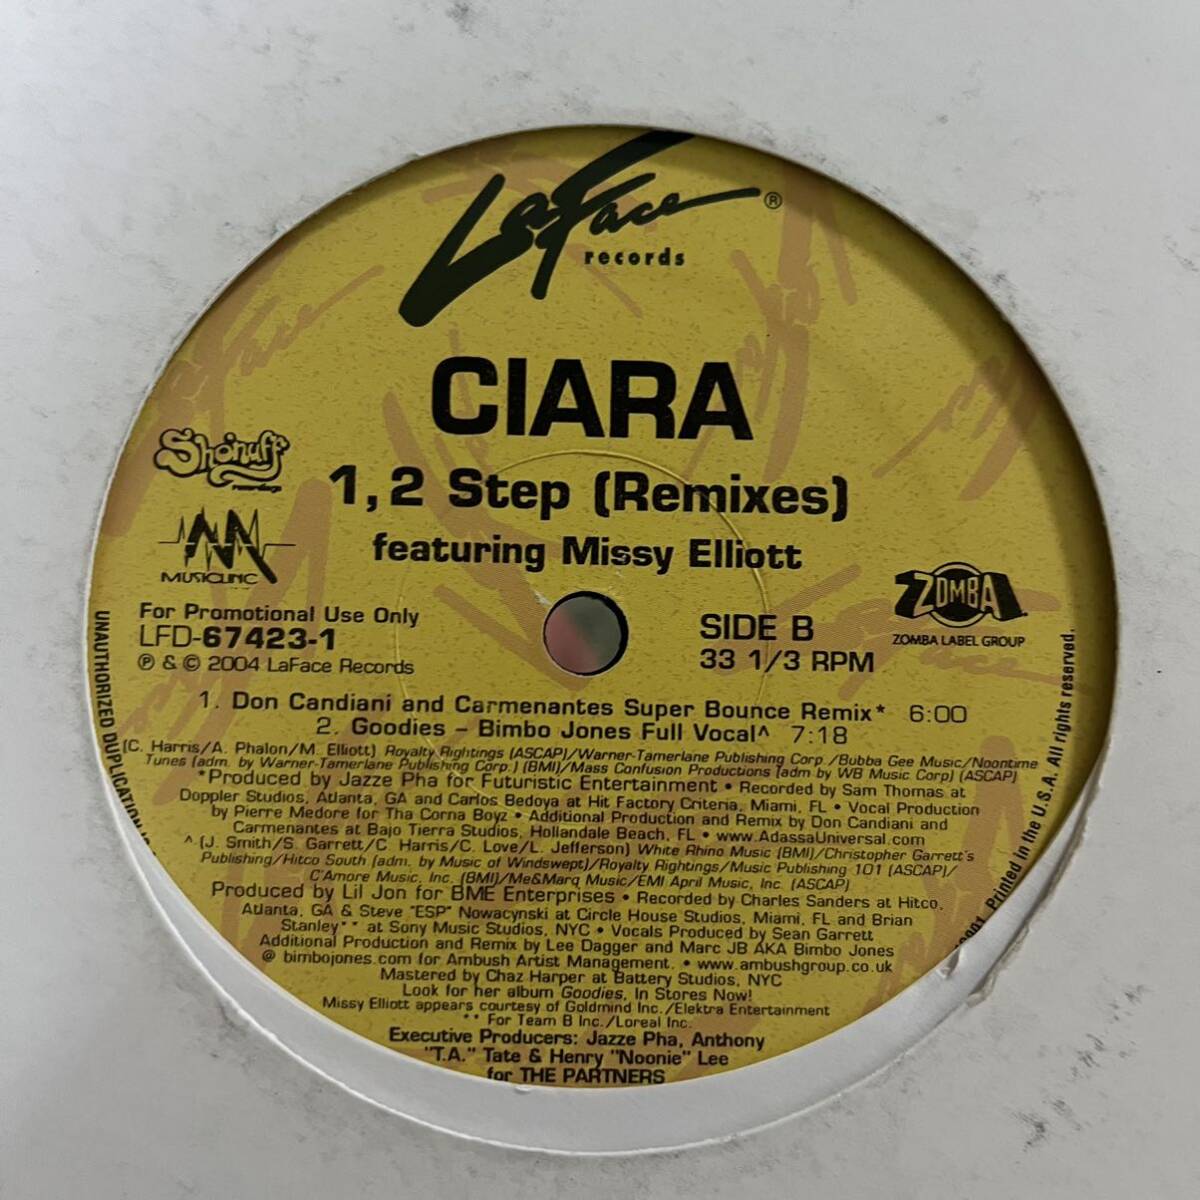 LaFace ®
records
CIARA
Sho'nuff
recordings
1, 2 Step (Remixes)
featuring Missy Elliott
MUSICLINC
ZOMBA
ZOMBA LABEL GROUP
For Promotional Use Only
LFD-67423-1
℗ & © 2004 LaFace Records
SIDE B
33 1/3 RPM
1. Don Candiani and Carmenantes Super Bounce Remix* 6:00
2. Goodies – Bimbo Jones Full Vocal^ 7:18
(C. Harris/A. Phalon/M. Elliott) Royalty Rightings (ASCAP)/Warner-Tamerlane Publishing Corp./Bubba Gee Music/Noontime
Tunes (adm. by Warner-Tamerlane Publishing Corp.) (BMI)/Mass Confusion Productions (adm by WB Music Corp) (ASCAP)
*Produced by Jazze Pha for Futuristic Entertainment • Recorded by Sam Thomas at
Doppler Studios, Atlanta, GA and Carlos Bedoya at Hit Factory Criteria, Miami, FL • Vocal Production
by Pierre Medore for Tha Corna Boyz • Additional Production and Remix by Don Candiani and
Carmenantes at Bajo Tierra Studios, Hollandale Beach, FL • www.AdassaUniversal.com
^ (J. Smith/S. Garrett/C. Harris/C. Love/L. Jefferson) White Rhino Music (BMI)/Christopher Garrett's
Publishing/Hitco South (adm. by Music of Windswept)/Royalty Rightings/Music Publishing 101 (ASCAP)/
C'Amore Music, Inc. (BMI)/Me&Marq Music/EMI April Music, Inc. (ASCAP)
Produced by Lil Jon for BME Enterprises • Recorded by Charles Sanders at Hitco,
Atlanta, GA & Steve "ESP" Nowacynski at Circle House Studios, Miami, FL and Brian
Stanley** at Sony Music Studios, NYC • Vocals Produced by Sean Garrett
Additional Production and Remix by Lee Dagger and Marc JB AKA Bimbo Jones
@ bimbojones.com for Ambush Artist Management. • www.ambushgroup.co.uk
Mastered by Chaz Harper at Battery Studios, NYC
Look for her album Goodies, In Stores Now!
Missy Elliott appears courtesy of Goldmind Inc./Elektra Entertainment
** For Team B Inc./Loreal Inc.
Executive Producers: Jazze Pha, Anthony
"T.A." Tate & Henry "Noonie" Lee
for THE PARTNERS
UNAUTHORIZED DUPLICATION
Printed in the U.S.A. All rights reserved.